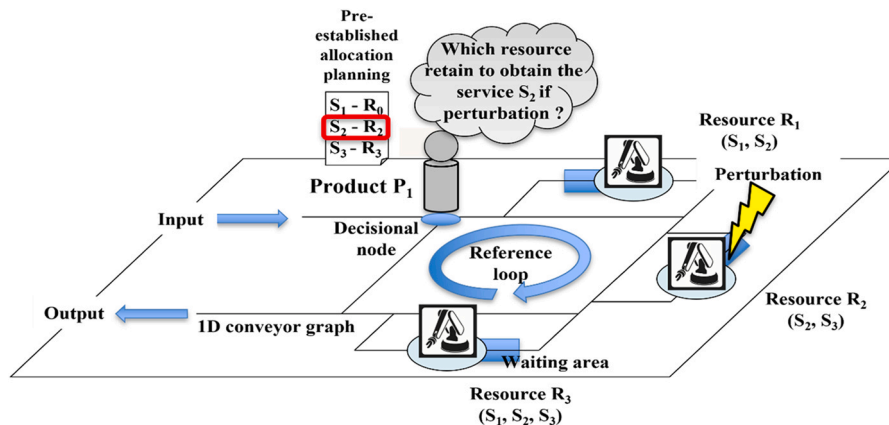 Pre-
established
allocation
planning
S1 - R0
S2 - R2
S3 - R3
Which resource
retain to obtain the
service S2 if
perturbation ?
Product P1
Resource R1
(S1, S2)
Perturbation
Input
Decisional
node
Reference
loop
Output
1D conveyor graph
Resource R2
(S2, S3)
Waiting area
Resource R3
(S1, S2, S3)